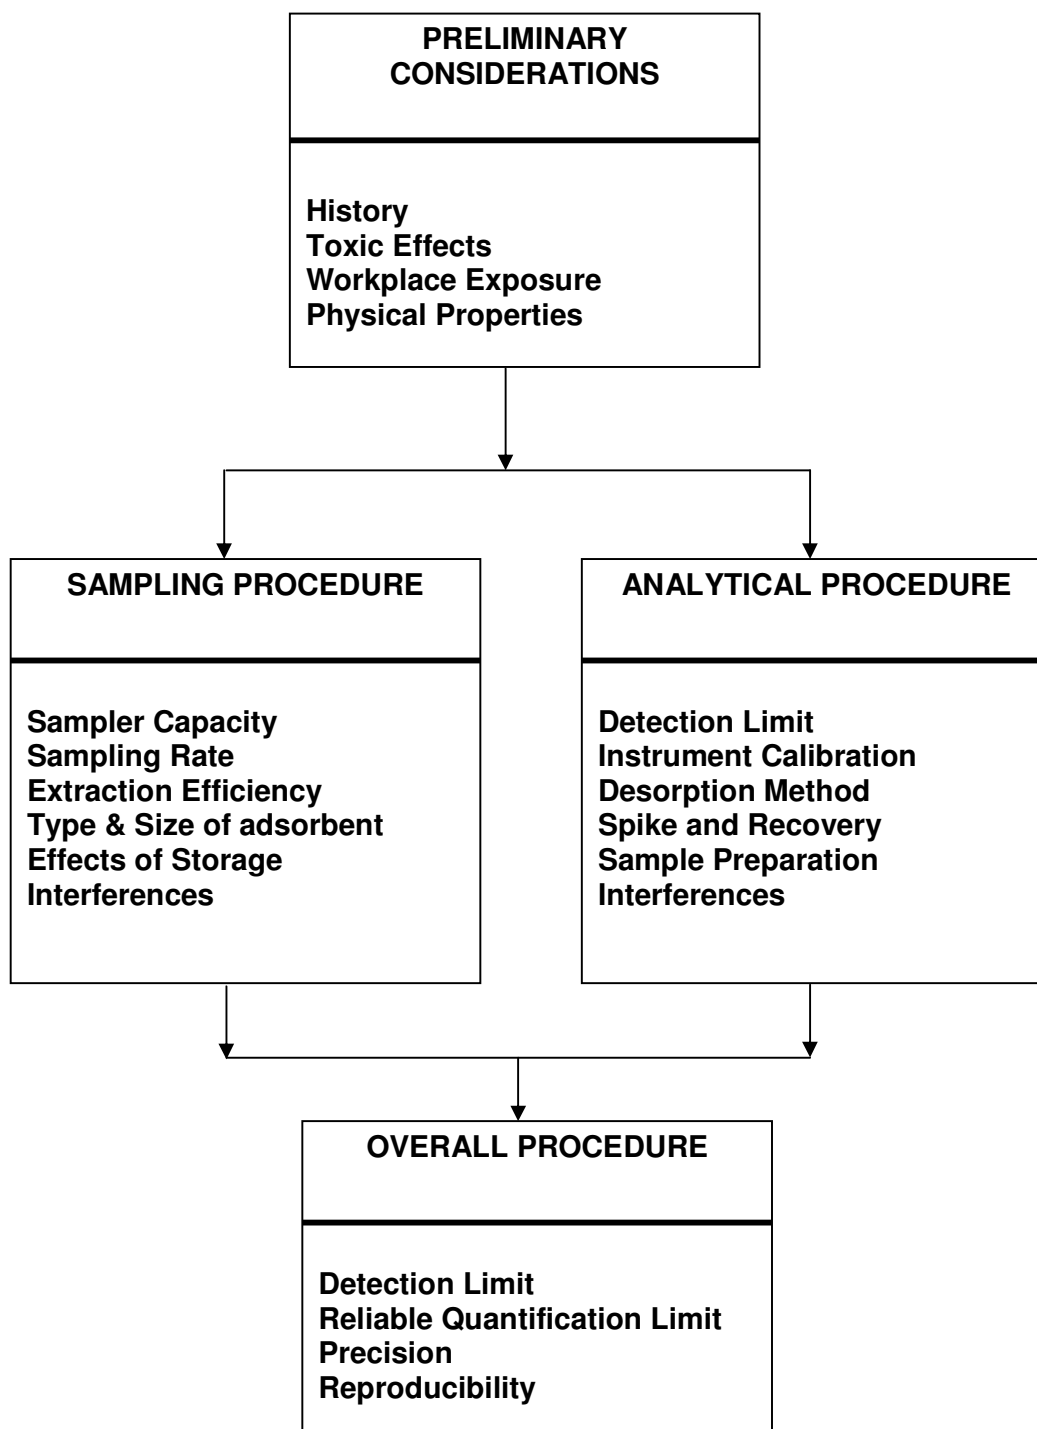 PRELIMINARY
CONSIDERATIONS
History
Toxic Effects
Workplace Exposure
Physical Properties
SAMPLING PROCEDURE
Sampler Capacity
Sampling Rate
Extraction Efficiency
Type & Size of adsorbent
Effects of Storage
Interferences
ANALYTICAL PROCEDURE
Detection Limit
Instrument Calibration
Desorption Method
Spike and Recovery
Sample Preparation
Interferences
OVERALL PROCEDURE
Detection Limit
Reliable Quantification Limit
Precision
Reproducibility